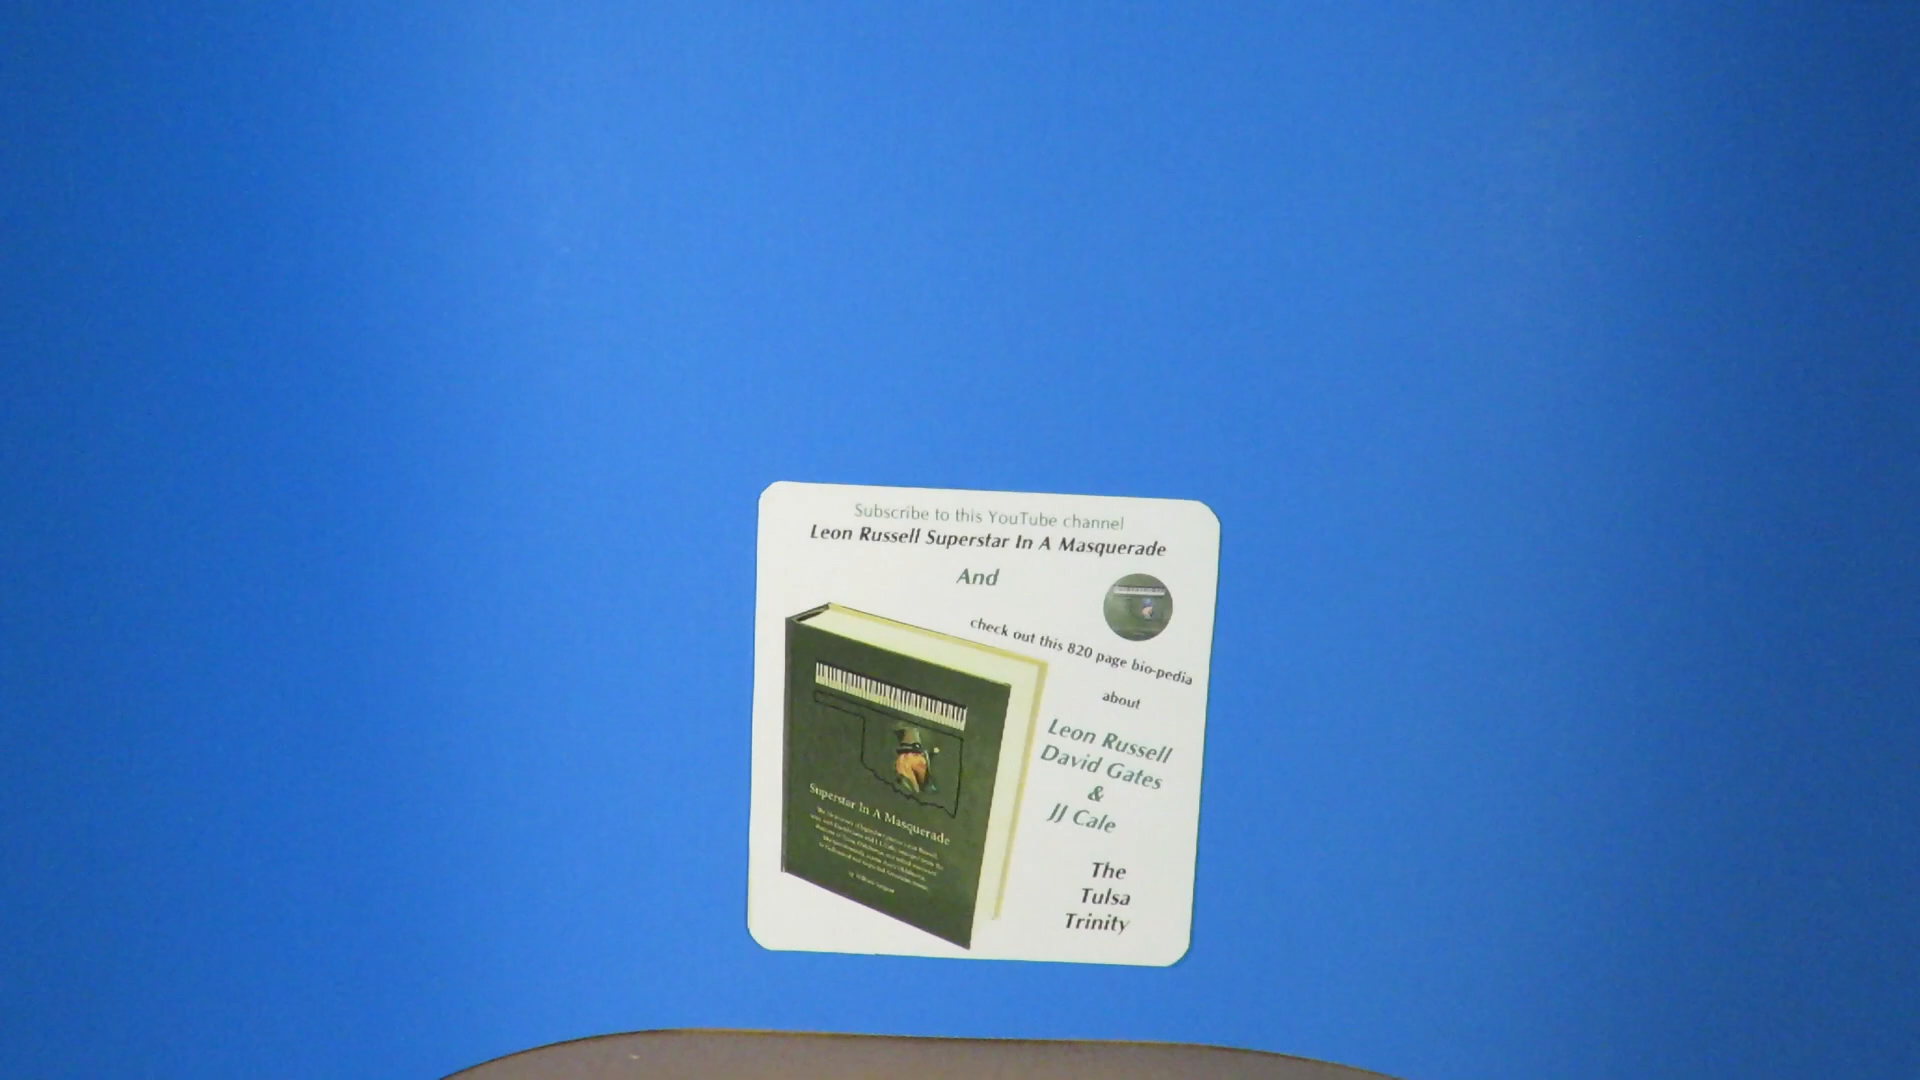 Subscribe to this YouTube channel
Leon Russell Superstar In A Masquerade
And
check out this 820 page bio-pedia
about
Leon Russell
David Gates
&
JJ Cale
The
Tulsa
Trinity
Superstar In A Masquerade